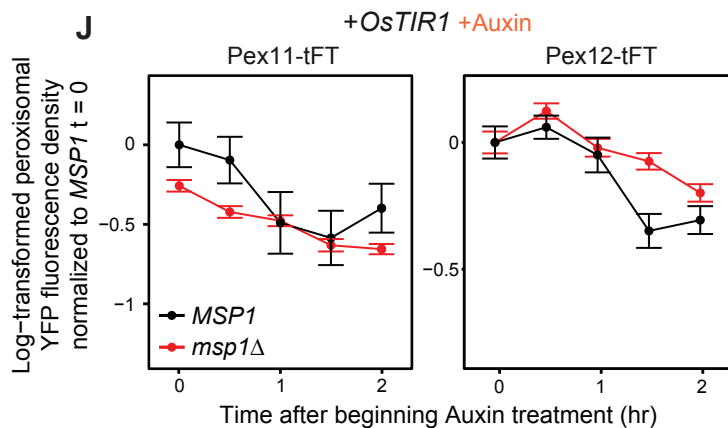 J
+OsTIR1 +Auxin
Pex11-tFT
Pex12-tFT
Log−transformed peroxisomal
YFP fluorescence density
normalized to MSP1 t = 0
0
−0.5
−1
MSP1
msp1Δ
0
1
2
0
−0.5
0
1
2
Time after beginning Auxin treatment (hr)